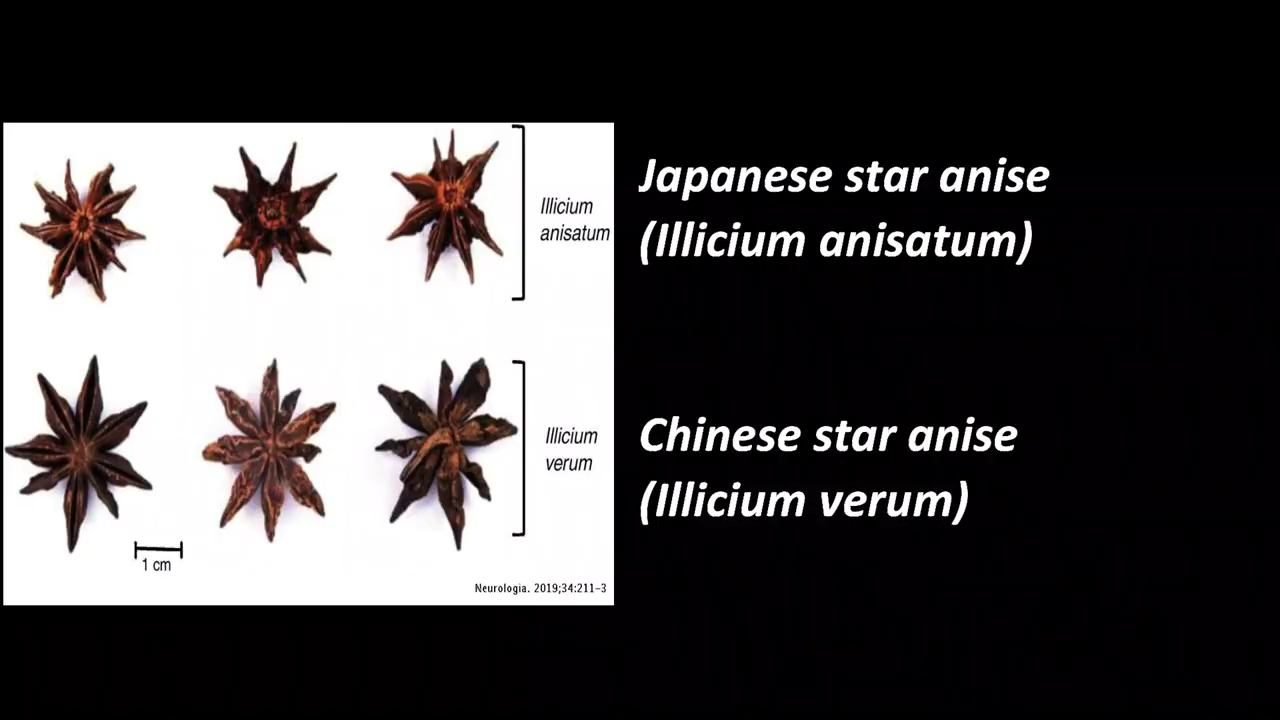 Illicium
anisatum
Japanese star anise
(Illicium anisatum)
Illicium
verum
Chinese star anise
(Illicium verum)
1 cm
Neurologia. 2019;34:211–3